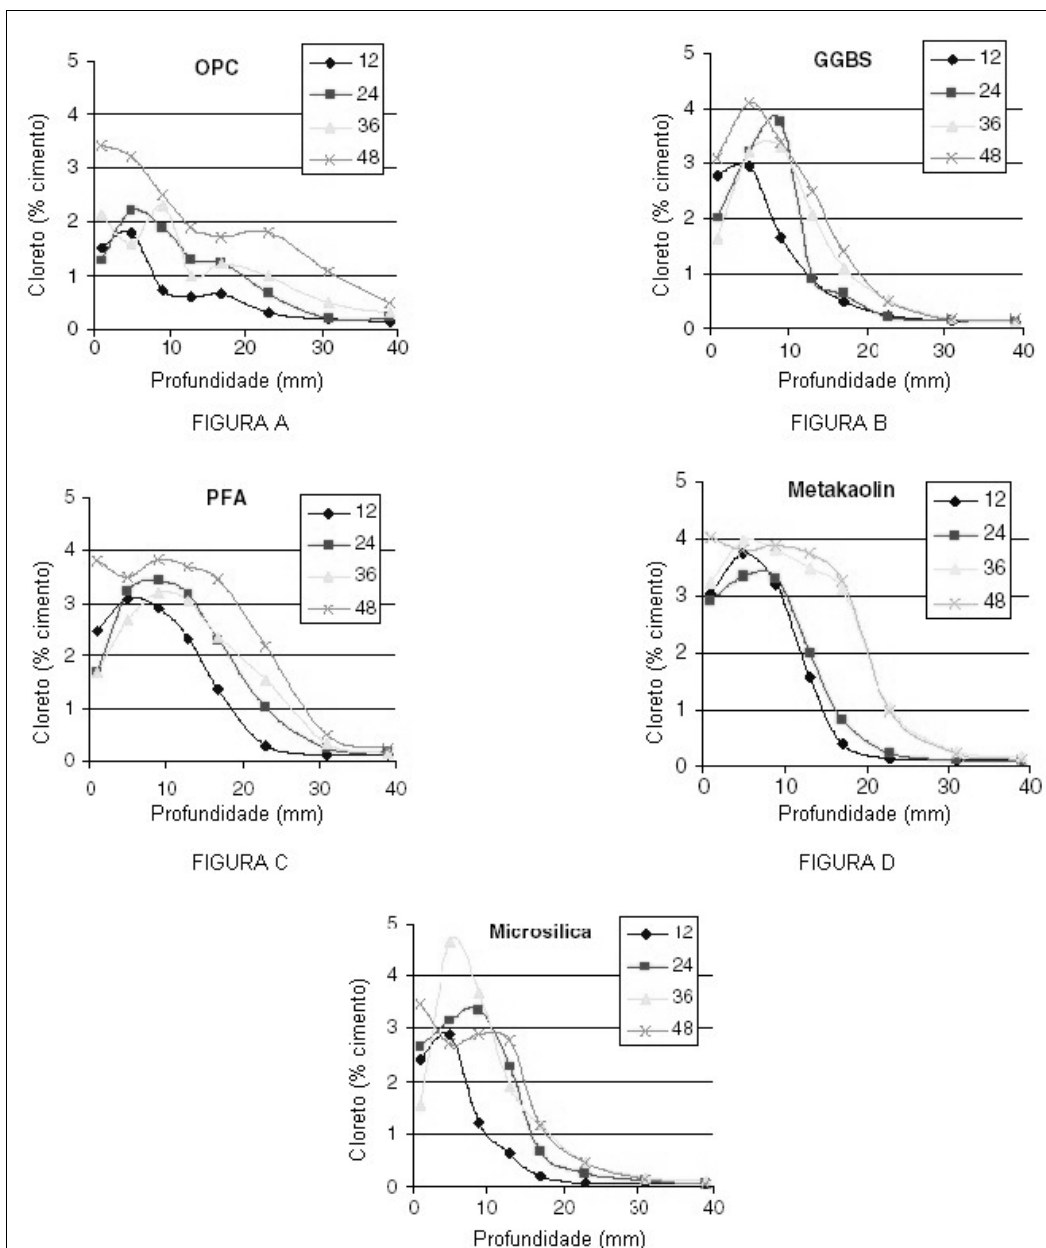 OPC
12
24
36
48
5
4
3
2
1
0
Cloreto (% cimento)
0 10 20 30 40
Profundidade (mm)
FIGURA A
GGBS
12
24
36
48
5
4
3
2
1
0
Cloreto (% cimento)
0 10 20 30 40
Profundidade (mm)
FIGURA B
PFA
12
24
36
48
5
4
3
2
1
0
Cloreto (% cimento)
0 10 20 30 40
Profundidade (mm)
FIGURA C
Metakaolin
12
24
36
48
5
4
3
2
1
0
Cloreto (% cimento)
0 10 20 30 40
Profundidade (mm)
FIGURA D
Microsilica
12
24
36
48
5
4
3
2
1
0
Cloreto (% cimento)
0 10 20 30 40
Profundidade (mm)